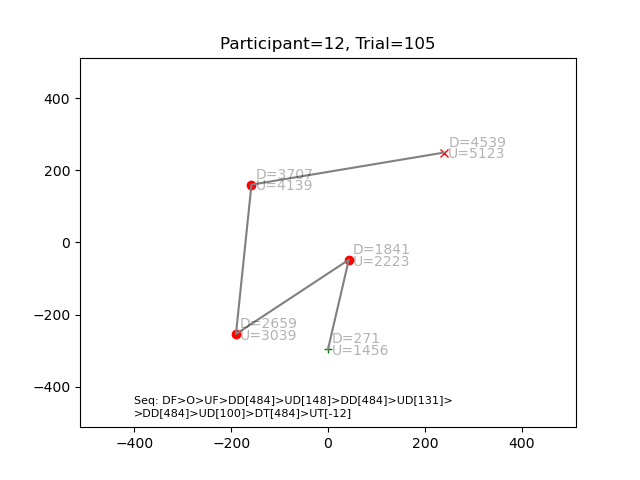 Participant=12, Trial=105
400
200
0
−200
−400
−400
−200
0
200
400
D=4539
U=5123
D=3707
U=4139
D=1841
U=2223
D=2659
U=3039
D=271
U=1456
Seq: DF>O>UF>DD[484]>UD[148]>DD[484]>UD[131]>
>DD[484]>UD[100]>DT[484]>UT[-12]